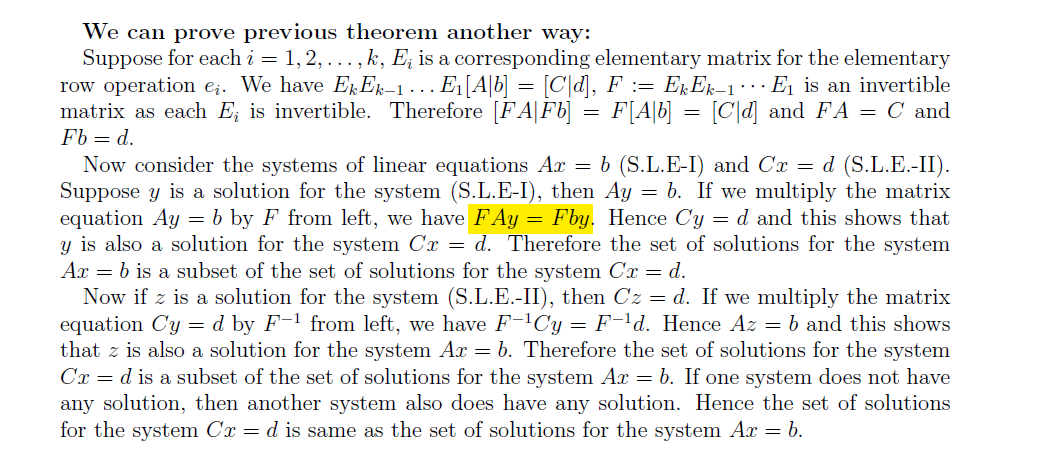 We can prove previous theorem another way:
Suppose for each i = 1, 2, . . . , k, Eᵢ is a corresponding elementary matrix for the elementary
row operation eᵢ. We have EₖEₖ₋₁ . . . E₁[A|b] = [C|d], F := EₖEₖ₋₁ · · · E₁ is an invertible
matrix as each Eᵢ is invertible. Therefore [FA|Fb] = F[A|b] = [C|d] and FA = C and
Fb = d.
Now consider the systems of linear equations Ax = b (S.L.E-I) and Cx = d (S.L.E.-II).
Suppose y is a solution for the system (S.L.E-I), then Ay = b. If we multiply the matrix
equation Ay = b by F from left, we have FAy = Fby. Hence Cy = d and this shows that
y is also a solution for the system Cx = d. Therefore the set of solutions for the system
Ax = b is a subset of the set of solutions for the system Cx = d.
Now if z is a solution for the system (S.L.E.-II), then Cz = d. If we multiply the matrix
equation Cy = d by F⁻¹ from left, we have F⁻¹Cy = F⁻¹d. Hence Az = b and this shows
that z is also a solution for the system Ax = b. Therefore the set of solutions for the system
Cx = d is a subset of the set of solutions for the system Ax = b. If one system does not have
any solution, then another system also does have any solution. Hence the set of solutions
for the system Cx = d is same as the set of solutions for the system Ax = b.